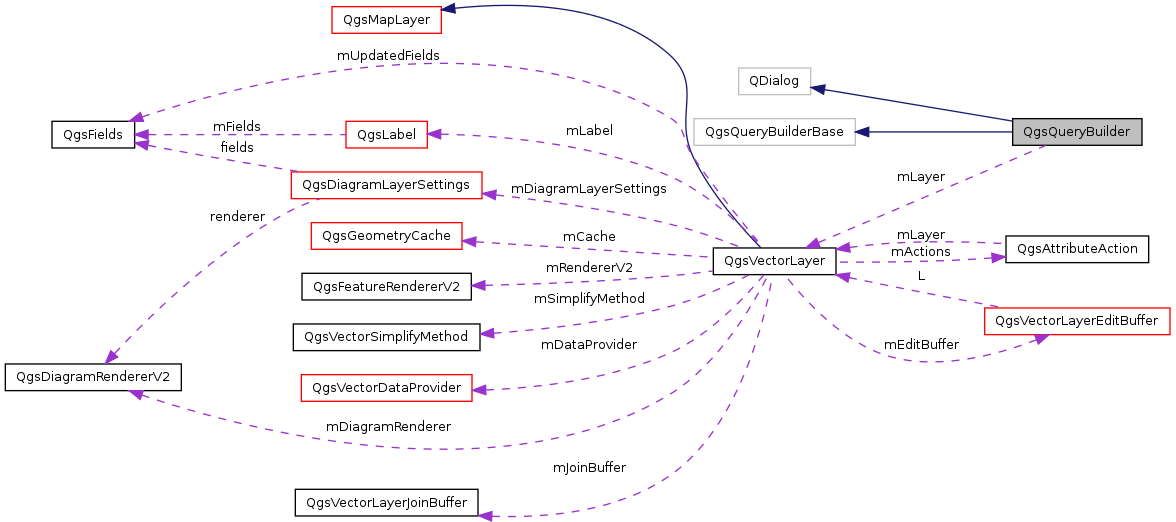 QgsMapLayer
mUpdatedFields
QDialog
QgsFields
mFields
QgsLabel
mLabel
QgsQueryBuilderBase
QgsQueryBuilder
fields
QgsDiagramLayerSettings
mDiagramLayerSettings
mLayer
renderer
QgsGeometryCache
mCache
QgsVectorLayer
mLayer
mActions
QgsAttributeAction
QgsFeatureRendererV2
mRendererV2
L
mSimplifyMethod
QgsVectorLayerEditBuffer
QgsVectorSimplifyMethod
mDataProvider
mEditBuffer
QgsDiagramRendererV2
QgsVectorDataProvider
mDiagramRenderer
mJoinBuffer
QgsVectorLayerJoinBuffer